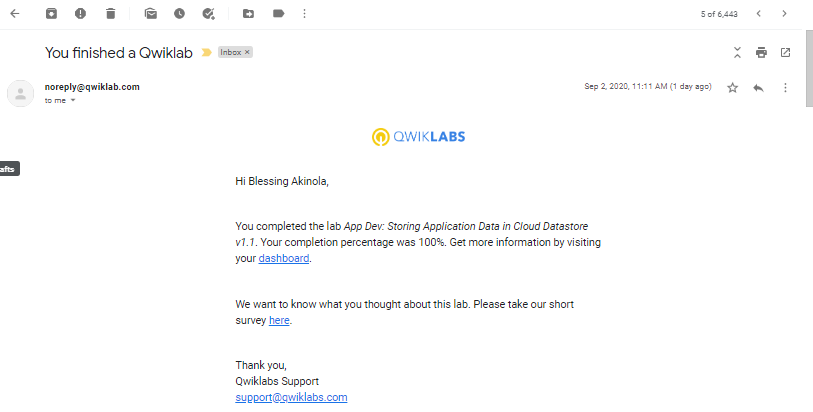 5 of 6,443
You finished a Qwiklab Inbox ×
noreply@qwiklab.com Sep 2, 2020, 11:11 AM (1 day ago)
to me
QWIKLABS
afts
Hi Blessing Akinola,
You completed the lab App Dev: Storing Application Data in Cloud Datastore
v1.1. Your completion percentage was 100%. Get more information by visiting
your dashboard.
We want to know what you thought about this lab. Please take our short
survey here.
Thank you,
Qwiklabs Support
support@qwiklabs.com